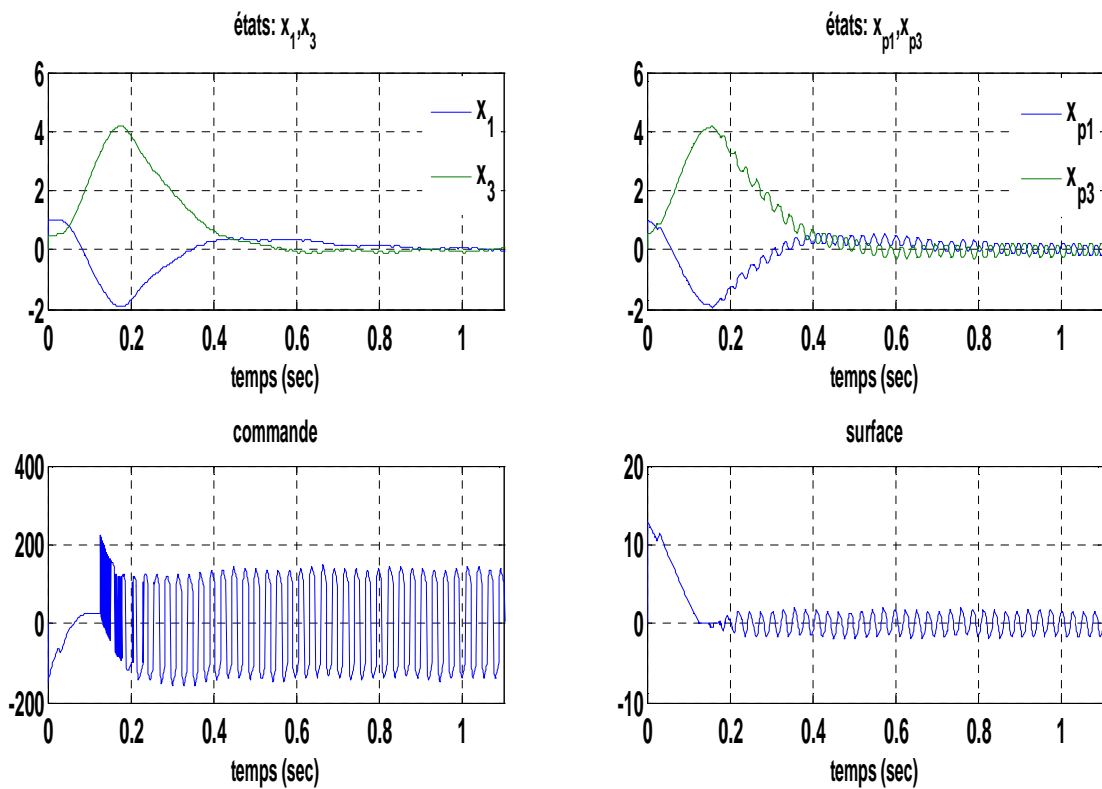 états: x1,x3
6
4
2
0
-2
x1
x3
0 0.2 0.4 0.6 0.8 1
temps (sec)
états: xp1,xp3
6
4
2
0
-2
xp1
xp3
0 0.2 0.4 0.6 0.8 1
temps (sec)
commande
400
200
0
-200
0 0.2 0.4 0.6 0.8 1
temps (sec)
surface
20
10
0
-10
0 0.2 0.4 0.6 0.8 1
temps (sec)